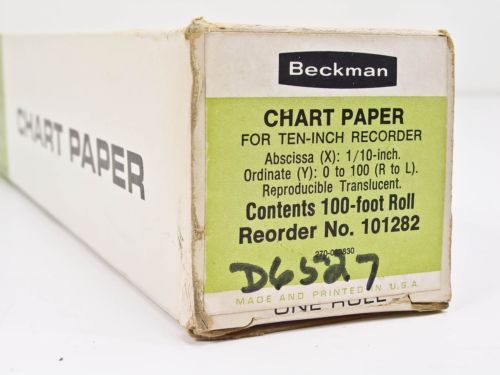 CHART PAPER
Beckman
CHART PAPER
FOR TEN-INCH RECORDER
Abscissa (X): 1/10-inch.
Ordinate (Y): 0 to 100 (R to L).
Reproducible Translucent.
Contents 100-foot Roll
Reorder No. 101282
D6527
MADE AND PRINTED IN U.S.A.
ONE ROLL